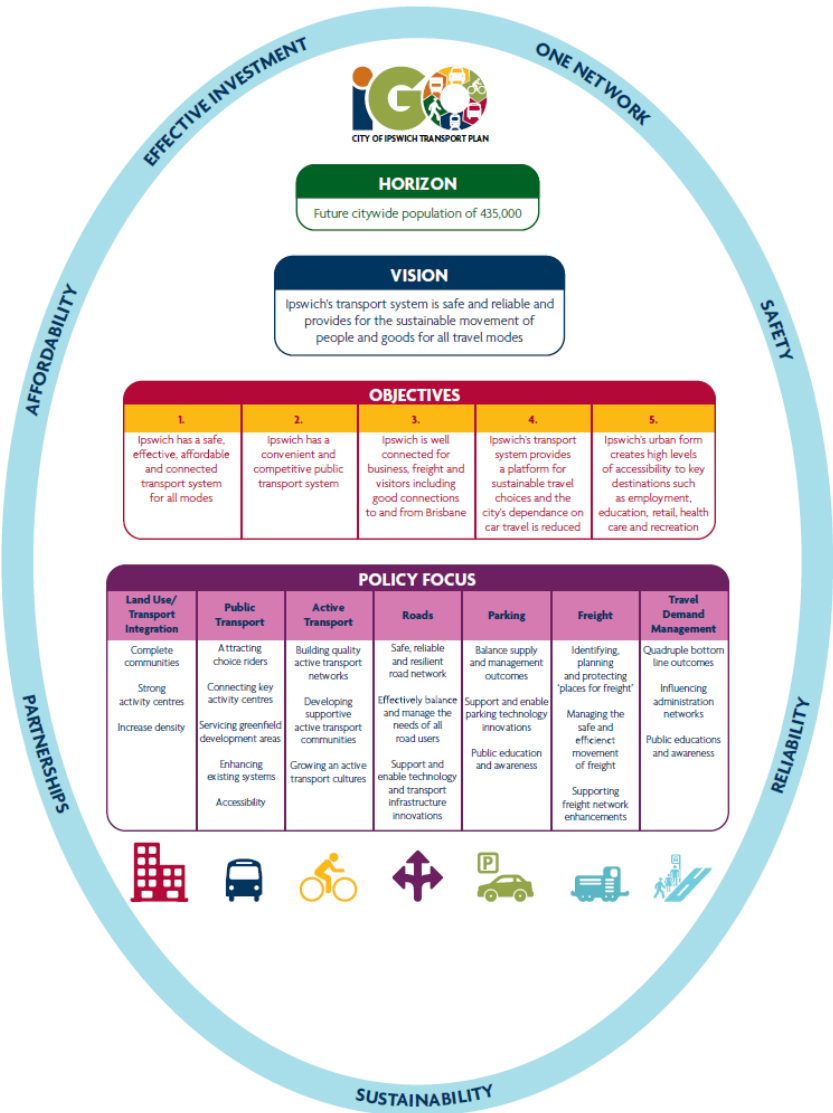 EFFECTIVE INVESTMENT
ONE NETWORK
iGO
CITY OF IPSWICH TRANSPORT PLAN
HORIZON
Future citywide population of 435,000
VISION
Ipswich's transport system is safe and reliable and
provides for the sustainable movement of
people and goods for all travel modes
AFFORDABILITY
SAFETY
OBJECTIVES
1.
Ipswich has a safe,
effective, affordable
and connected
transport system
for all modes
2.
Ipswich has a
convenient and
competitive public
transport system
3.
Ipswich is well
connected for
business, freight and
visitors including
good connections
to and from Brisbane
4.
Ipswich's transport
system provides
a platform for
sustainable travel
choices and the
city's dependance on
car travel is reduced
5.
Ipswich's urban form
creates high levels
of accessibility to key
destinations such
as employment,
education, retail, health
care and recreation
POLICY FOCUS
Land Use/
Transport
Integration
Complete
communities
Strong
activity centres
Increase density
Public
Transport
Attracting
choice riders
Connecting key
activity centres
Servicing greenfield
development areas
Enhancing
existing systems
Accessibility
Active
Transport
Building quality
active transport
networks
Developing
supportive
active transport
communities
Growing an active
transport cultures
Roads
Safe, reliable
and resilient
road network
Effectively balance
and manage the
needs of all
road users
Support and
enable technology
and transport
infrastructure
innovations
Parking
Balance supply
and management
outcomes
Support and enable
parking technology
innovations
Public education
and awareness
Freight
Identifying,
planning
and protecting
'places for freight'
Managing the
safe and
efficienct
movement
of freight
Supporting
freight network
enhancements
Travel
Demand
Management
Quadruple bottom
line outcomes
Influencing
administration
networks
Public educations
and awareness
PARTNERSHIPS
RELIABILITY
P
SUSTAINABILITY